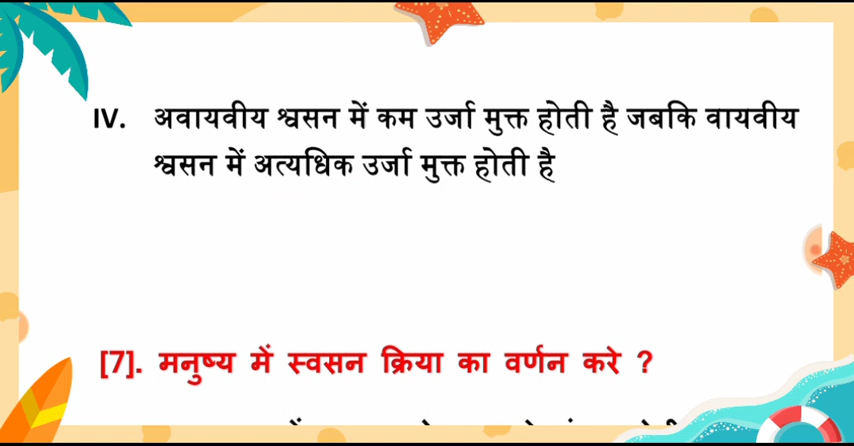 IV. अवायवीय श्वसन में कम उर्जा मुक्त होती है जबकि वायवीय
श्वसन में अत्यधिक उर्जा मुक्त होती है
[7]. मनुष्य में स्वसन क्रिया का वर्णन करे ?